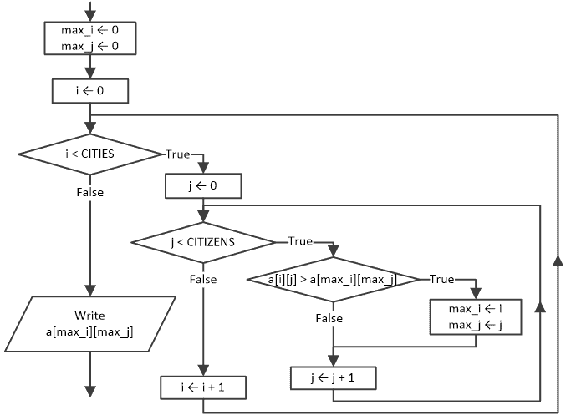 max_i ← 0
max_j ← 0
i ← 0
i < CITIES
True
False
j ← 0
j < CITIZENS
True
False
a[i][j] > a[max_i][max_j]
True
False
max_i ← i
max_j ← j
Write
a[max_i][max_j]
i ← i + 1
j ← j + 1